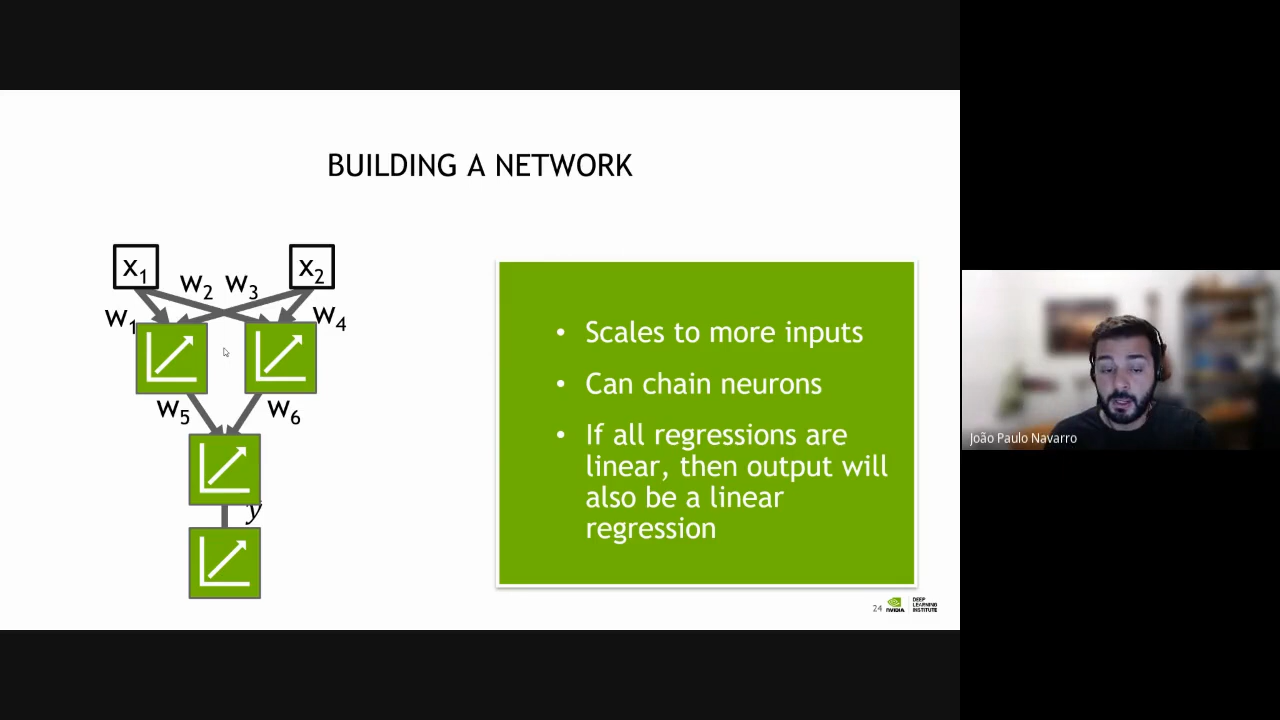 BUILDING A NETWORK
x1 x2
w2 w3
w1 w4
w5 w6
y
• Scales to more inputs
• Can chain neurons
• If all regressions are
linear, then output will
also be a linear
regression
24
NVIDIA
DEEP
LEARNING
INSTITUTE
João Paulo Navarro